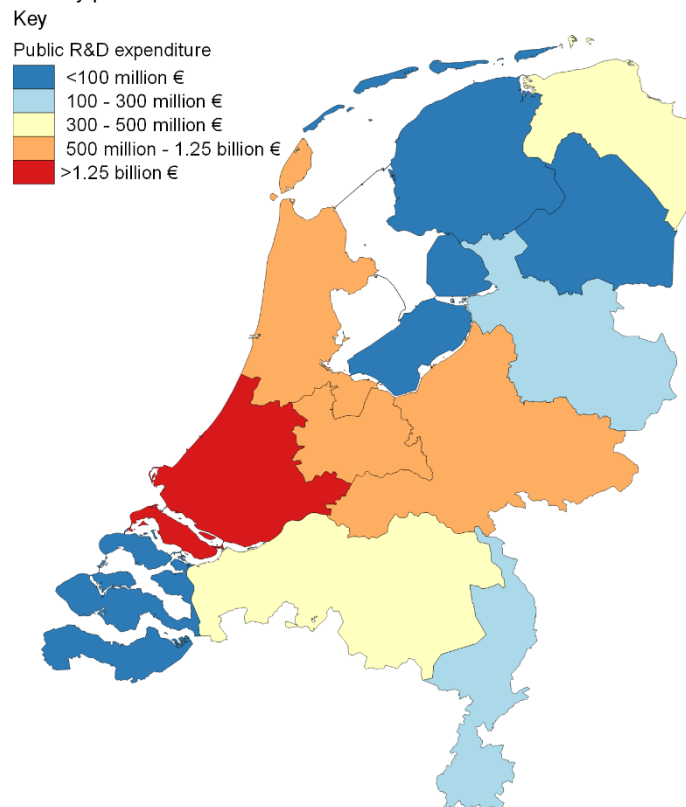 Key
Public R&D expenditure
<100 million €
100 - 300 million €
300 - 500 million €
500 million - 1.25 billion €
>1.25 billion €